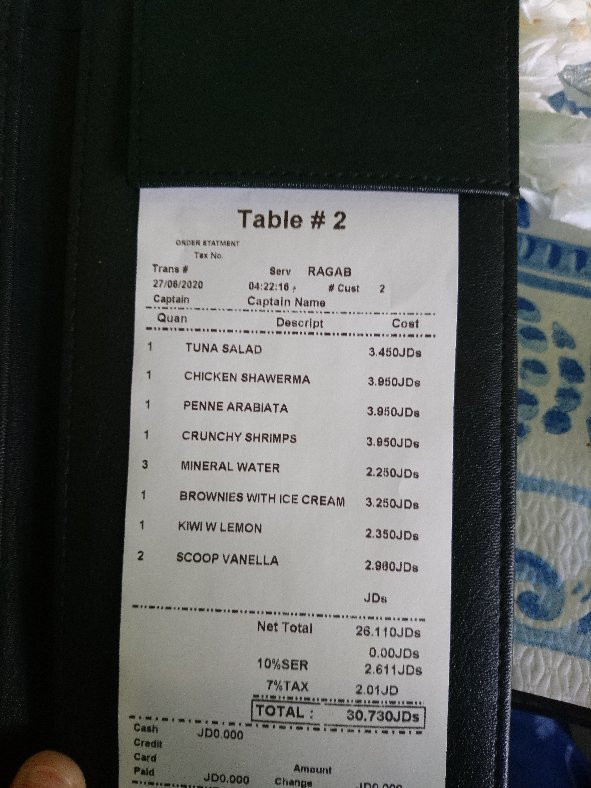 Table # 2
ORDER STATMENT
Tax No.
Trans # Serv RAGAB
27/06/2020 04:22:16 م # Cust 2
Captain Captain Name
Quan Descript Cost
1 TUNA SALAD 3.450JDs
1 CHICKEN SHAWERMA 3.950JDs
1 PENNE ARABIATA 3.950JDs
1 CRUNCHY SHRIMPS 3.950JDs
3 MINERAL WATER 2.250JDs
1 BROWNIES WITH ICE CREAM 3.250JDs
1 KIWI W LEMON 2.350JDs
2 SCOOP VANELLA 2.960JDs
JDs
Net Total 26.110JDs
0.00JDs
10%SER 2.611JDs
7%TAX 2.01JD
TOTAL : 30.730JDs
Cash JD0.000
Credit
Card Amount
Paid JD0.000 Change JD0.000